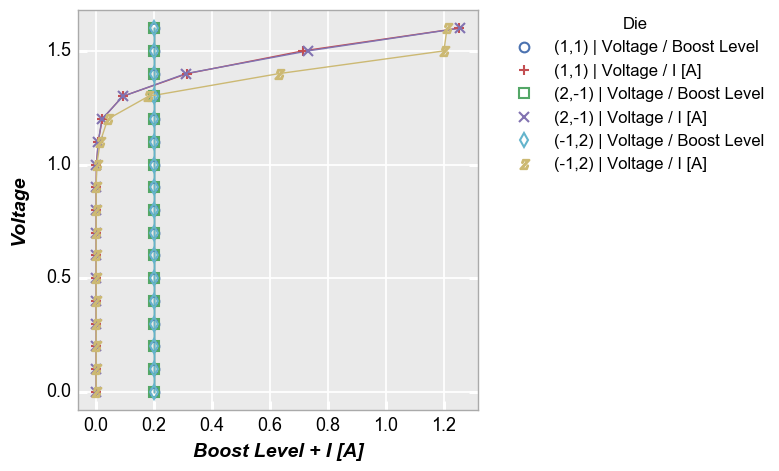 Die
(1,1) | Voltage / Boost Level
(1,1) | Voltage / I [A]
(2,-1) | Voltage / Boost Level
(2,-1) | Voltage / I [A]
(-1,2) | Voltage / Boost Level
(-1,2) | Voltage / I [A]
Voltage
1.5
1.0
0.5
0.0
0.0 0.2 0.4 0.6 0.8 1.0 1.2
Boost Level + I [A]